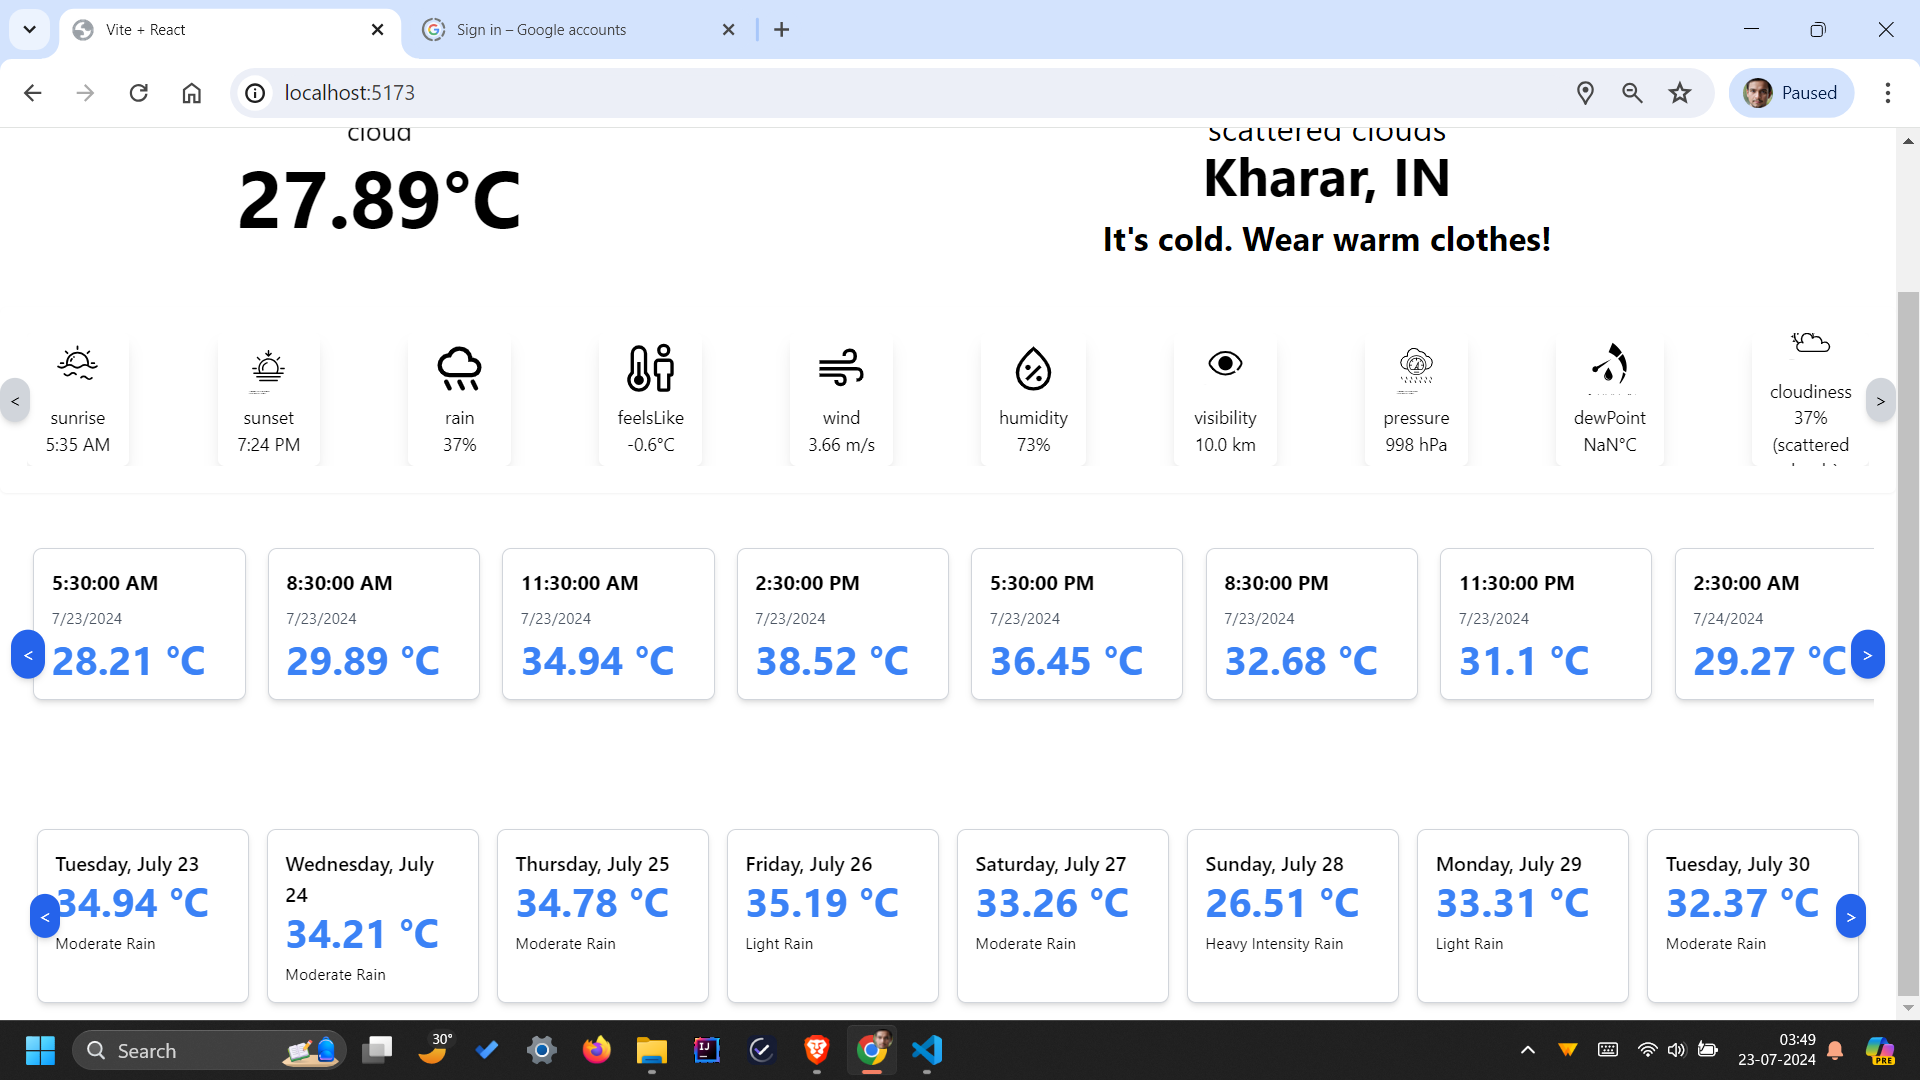 Vite + React
Sign in – Google accounts
localhost:5173
Paused
cloud
27.89°C
scattered clouds
Kharar, IN
It's cold. Wear warm clothes!
< sunrise sunset rain feelsLike wind humidity visibility pressure dewPoint cloudiness >
5:35 AM 7:24 PM 37% -0.6°C 3.66 m/s 73% 10.0 km 998 hPa NaN°C 37%
(scattered
5:30:00 AM 8:30:00 AM 11:30:00 AM 2:30:00 PM 5:30:00 PM 8:30:00 PM 11:30:00 PM 2:30:00 AM
7/23/2024 7/23/2024 7/23/2024 7/23/2024 7/23/2024 7/23/2024 7/23/2024 7/24/2024
< 28.21 °C 29.89 °C 34.94 °C 38.52 °C 36.45 °C 32.68 °C 31.1 °C 29.27 °C >
Tuesday, July 23
34.94 °C
Moderate Rain
Wednesday, July
24
34.21 °C
Moderate Rain
Thursday, July 25
34.78 °C
Moderate Rain
Friday, July 26
35.19 °C
Light Rain
Saturday, July 27
33.26 °C
Moderate Rain
Sunday, July 28
26.51 °C
Heavy Intensity Rain
Monday, July 29
33.31 °C
Light Rain
Tuesday, July 30
32.37 °C
Moderate Rain
<
>
Search
30°
03:49
23-07-2024
PRE